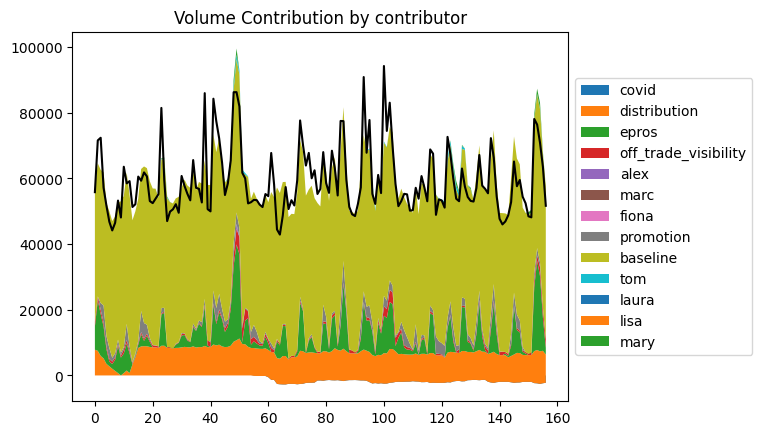 Volume Contribution by contributor
100000
80000
60000
40000
20000
0
0 20 40 60 80 100 120 140 160
covid
distribution
epros
off_trade_visibility
alex
marc
fiona
promotion
baseline
tom
laura
lisa
mary